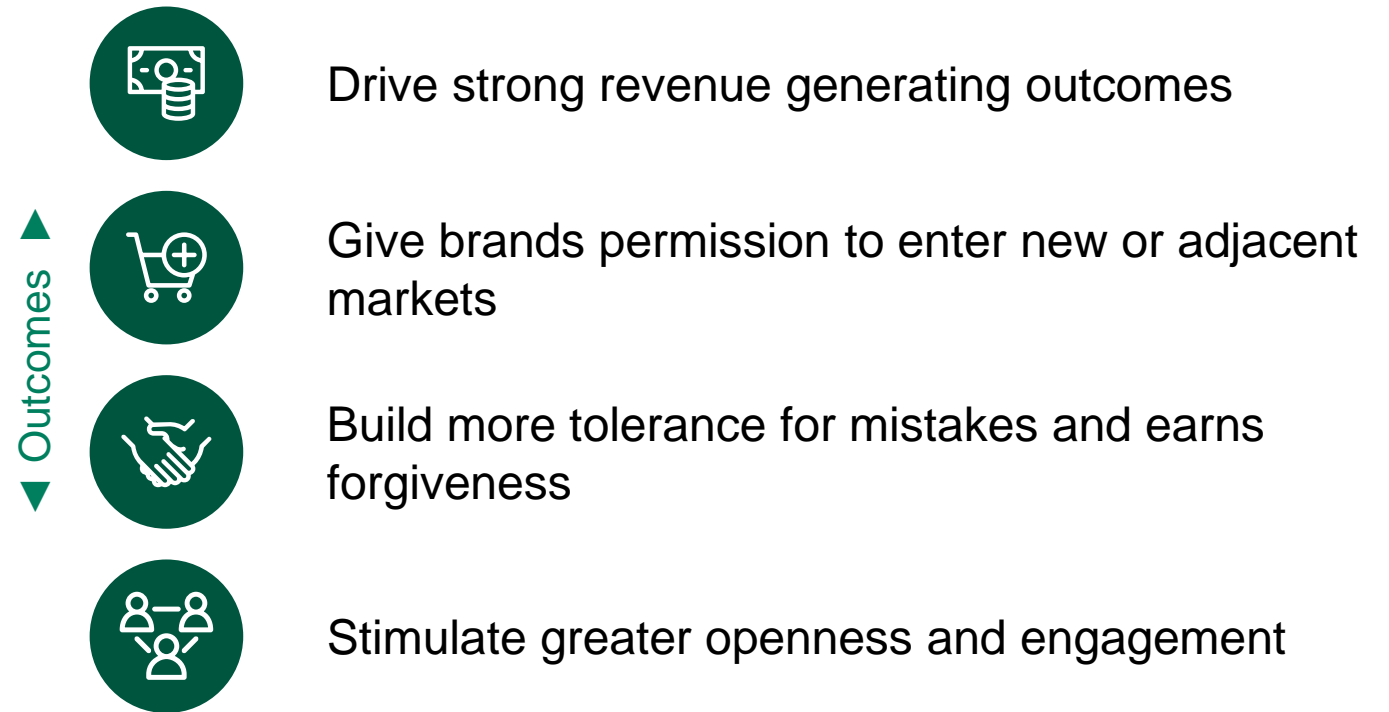 ◄ Outcomes ►
Drive strong revenue generating outcomes
Give brands permission to enter new or adjacent
markets
Build more tolerance for mistakes and earns
forgiveness
Stimulate greater openness and engagement